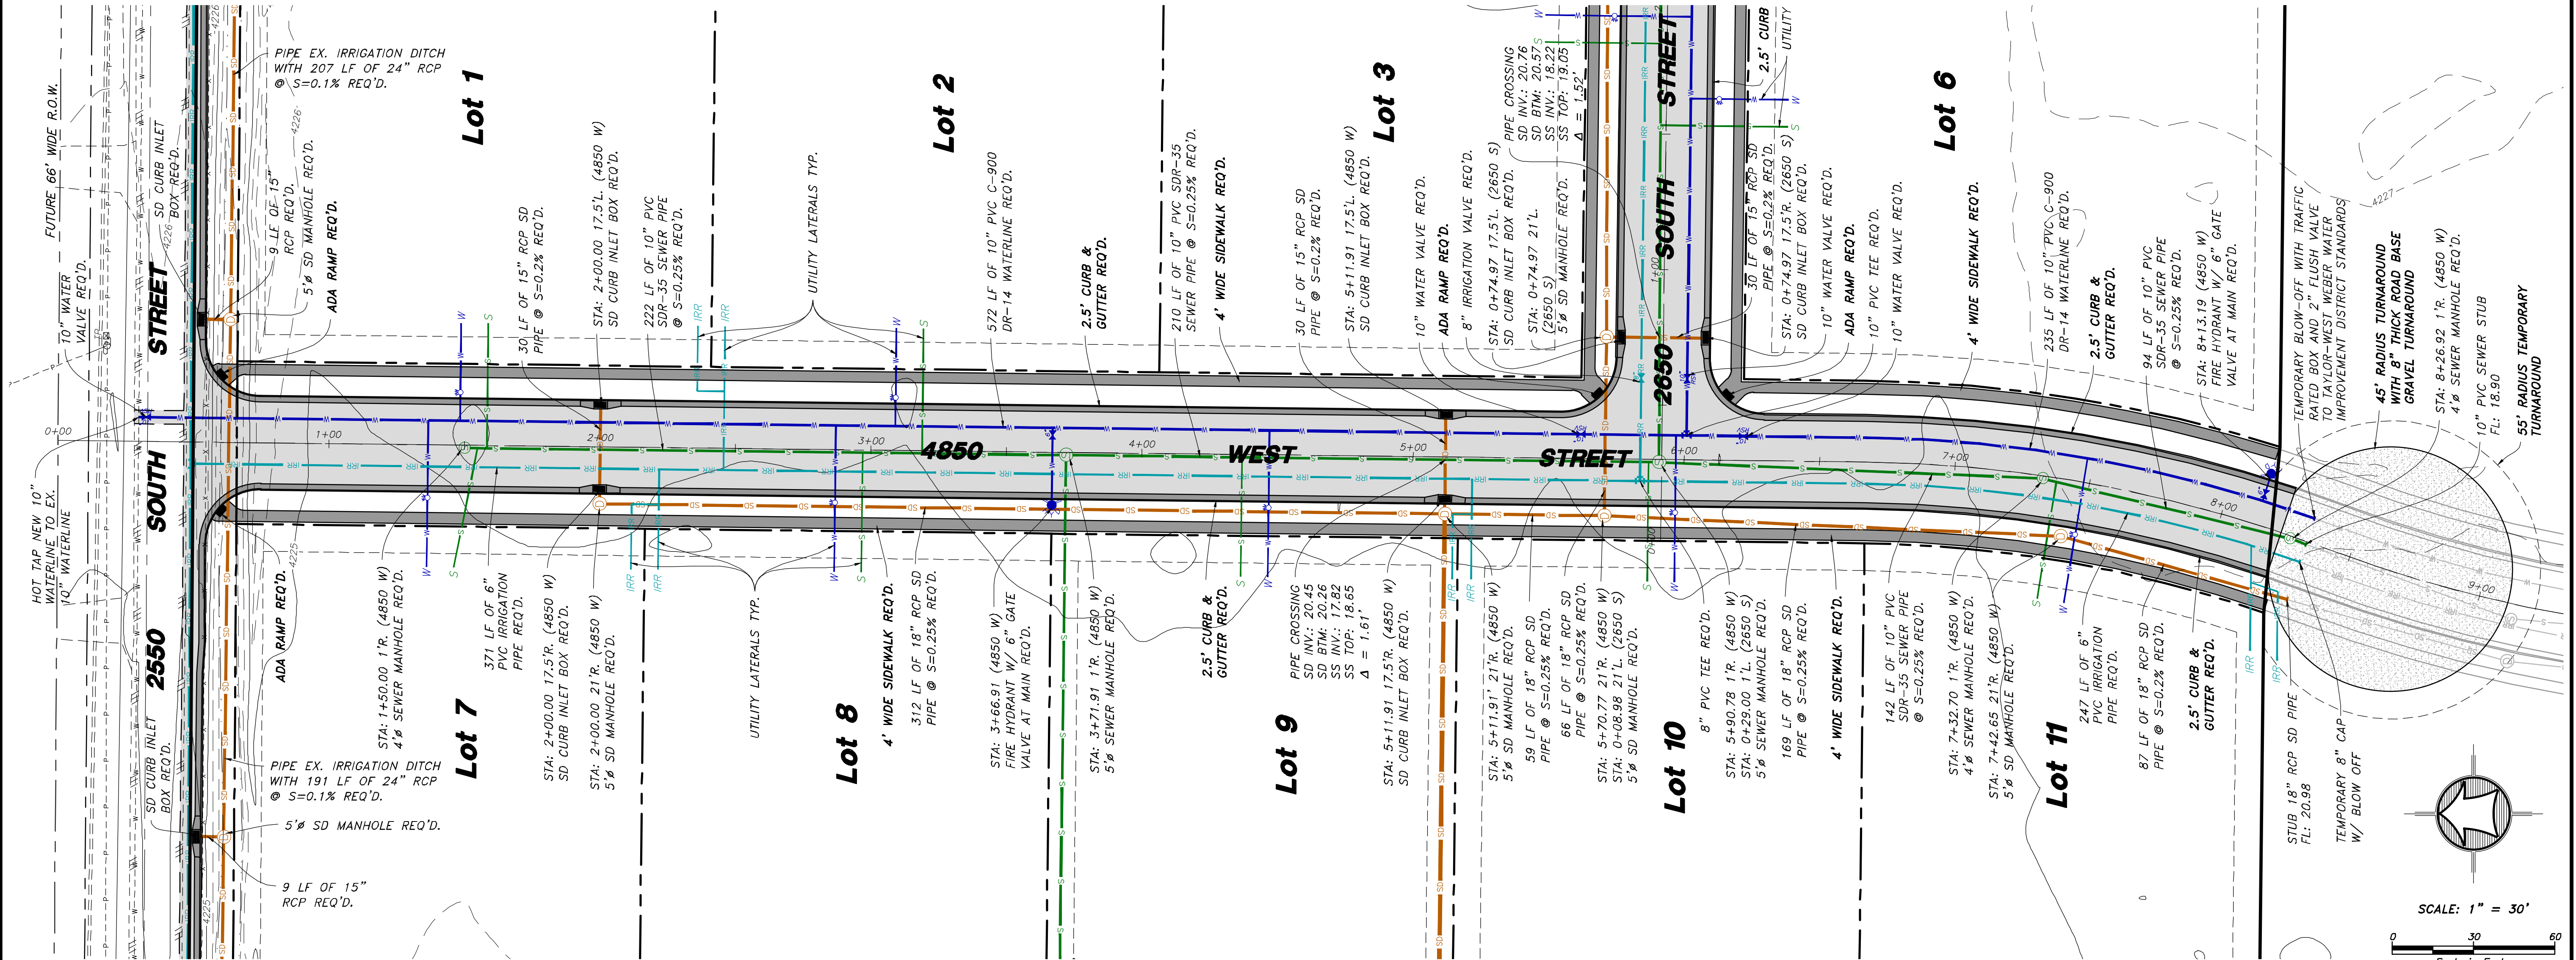 PIPE EX. IRRIGATION DITCH
WITH 207 LF OF 24" RCP
@ S=0.1% REQ'D.
FUTURE 66' WIDE R.O.W.
10" WATER
VALVE REQ'D.
SD CURB INLET
BOX REQ'D.
9 LF OF 15"
RCP REQ'D.
5'ø SD MANHOLE REQ'D.
ADA RAMP REQ'D.
4226
4226
Lot 1
30 LF OF 15" RCP SD
PIPE @ S=0.2% REQ'D.
STA: 2+00.00 17.5'L. (4850 W)
SD CURB INLET BOX REQ'D.
222 LF OF 10" PVC
SDR-35 SEWER PIPE
@ S=0.25% REQ'D.
UTILITY LATERALS TYP.
Lot 2
572 LF OF 10" PVC C-900
DR-14 WATERLINE REQ'D.
2.5' CURB &
GUTTER REQ'D.
210 LF OF 10" PVC SDR-35
SEWER PIPE @ S=0.25% REQ'D.
4' WIDE SIDEWALK REQ'D.
30 LF OF 15" RCP SD
PIPE @ S=0.2% REQ'D.
STA: 5+11.91 17.5'L. (4850 W)
SD CURB INLET BOX REQ'D.
Lot 3
10" WATER VALVE REQ'D.
ADA RAMP REQ'D.
8" IRRIGATION VALVE REQ'D.
STA: 0+74.97 17.5'L. (2650 S)
SD CURB INLET BOX REQ'D.
STA: 0+74.97 21'L.
(2650 S)
5'ø SD MANHOLE REQ'D.
PIPE CROSSING
SD INV.: 20.76
SD BTM: 20.57
SS INV.: 18.22
SS TOP: 19.05
Δ = 1.52'
2650 SOUTH STREET
1+00
2.5' CURB
UTILITY
30 LF OF 15" RCP SD
PIPE @ S=0.2% REQ'D.
STA: 0+74.97 17.5'R. (2650 S)
SD CURB INLET BOX REQ'D.
10" WATER VALVE REQ'D.
ADA RAMP REQ'D.
10" PVC TEE REQ'D.
10" WATER VALVE REQ'D.
Lot 6
4' WIDE SIDEWALK REQ'D.
235 LF OF 10" PVC C-900
DR-14 WATERLINE REQ'D.
2.5' CURB &
GUTTER REQ'D.
94 LF OF 10" PVC
SDR-35 SEWER PIPE
@ S=0.25% REQ'D.
STA: 8+13.19 (4850 W)
FIRE HYDRANT W/ 6" GATE
VALVE AT MAIN REQ'D.
TEMPORARY BLOW-OFF WITH TRAFFIC
RATED BOX AND 2" FLUSH VALVE
TO TAYLOR-WEST WEBER WATER
IMPROVEMENT DISTRICT STANDARDS
4227
45' RADIUS TURNAROUND
WITH 8" THICK ROAD BASE
GRAVEL TURNAROUND
STA: 8+26.92 1'R. (4850 W)
4'ø SEWER MANHOLE REQ'D.
10" PVC SEWER STUB
FL: 18.90
55' RADIUS TEMPORARY
TURNAROUND
0+00
1+00
2+00
3+00
4+00
5+00
6+00
7+00
8+00
9+00
4850 WEST STREET
2550 SOUTH STREET
HOT TAP NEW 10"
WATERLINE TO EX.
10" WATERLINE
ADA RAMP REQ'D.
4225
4225
SD CURB INLET
BOX REQ'D.
PIPE EX. IRRIGATION DITCH
WITH 191 LF OF 24" RCP
@ S=0.1% REQ'D.
5'ø SD MANHOLE REQ'D.
9 LF OF 15"
RCP REQ'D.
STA: 1+50.00 1'R. (4850 W)
4'ø SEWER MANHOLE REQ'D.
Lot 7
371 LF OF 6"
PVC IRRIGATION
PIPE REQ'D.
STA: 2+00.00 17.5'R. (4850 W)
SD CURB INLET BOX REQ'D.
STA: 2+00.00 21'R. (4850 W)
5'ø SD MANHOLE REQ'D.
UTILITY LATERALS TYP.
Lot 8
4' WIDE SIDEWALK REQ'D.
312 LF OF 18" RCP SD
PIPE @ S=0.25% REQ'D.
STA: 3+66.91 (4850 W)
FIRE HYDRANT W/ 6" GATE
VALVE AT MAIN REQ'D.
STA: 3+71.91 1'R. (4850 W)
5'ø SEWER MANHOLE REQ'D.
2.5' CURB &
GUTTER REQ'D.
Lot 9
PIPE CROSSING
SD INV.: 20.45
SD BTM: 20.26
SS INV.: 17.82
SS TOP: 18.65
Δ = 1.61'
STA: 5+11.91 17.5'R. (4850 W)
SD CURB INLET BOX REQ'D.
STA: 5+11.91' 21'R. (4850 W)
5'ø SD MANHOLE REQ'D.
59 LF OF 18" RCP SD
PIPE @ S=0.25% REQ'D.
66 LF OF 18" RCP SD
PIPE @ S=0.25% REQ'D.
STA: 5+70.77 21'R. (4850 W)
STA: 0+08.98 21'L. (2650 S)
5'ø SD MANHOLE REQ'D.
0+00
Lot 10
8" PVC TEE REQ'D.
STA: 5+90.78 1'R. (4850 W)
STA: 0+29.00 1'L. (2650 S)
5'ø SEWER MANHOLE REQ'D.
169 LF OF 18" RCP SD
PIPE @ S=0.25% REQ'D.
4' WIDE SIDEWALK REQ'D.
142 LF OF 10" PVC
SDR-35 SEWER PIPE
@ S=0.25% REQ'D.
STA: 7+32.70 1'R. (4850 W)
4'ø SEWER MANHOLE REQ'D.
STA: 7+42.65 21'R. (4850 W)
5'ø SD MANHOLE REQ'D.
Lot 11
247 LF OF 6"
PVC IRRIGATION
PIPE REQ'D.
87 LF OF 18" RCP SD
PIPE @ S=0.2% REQ'D.
2.5' CURB &
GUTTER REQ'D.
STUB 18" RCP SD PIPE
FL: 20.98
TEMPORARY 8" CAP
W/ BLOW OFF
SCALE: 1" = 30'
0 30 60